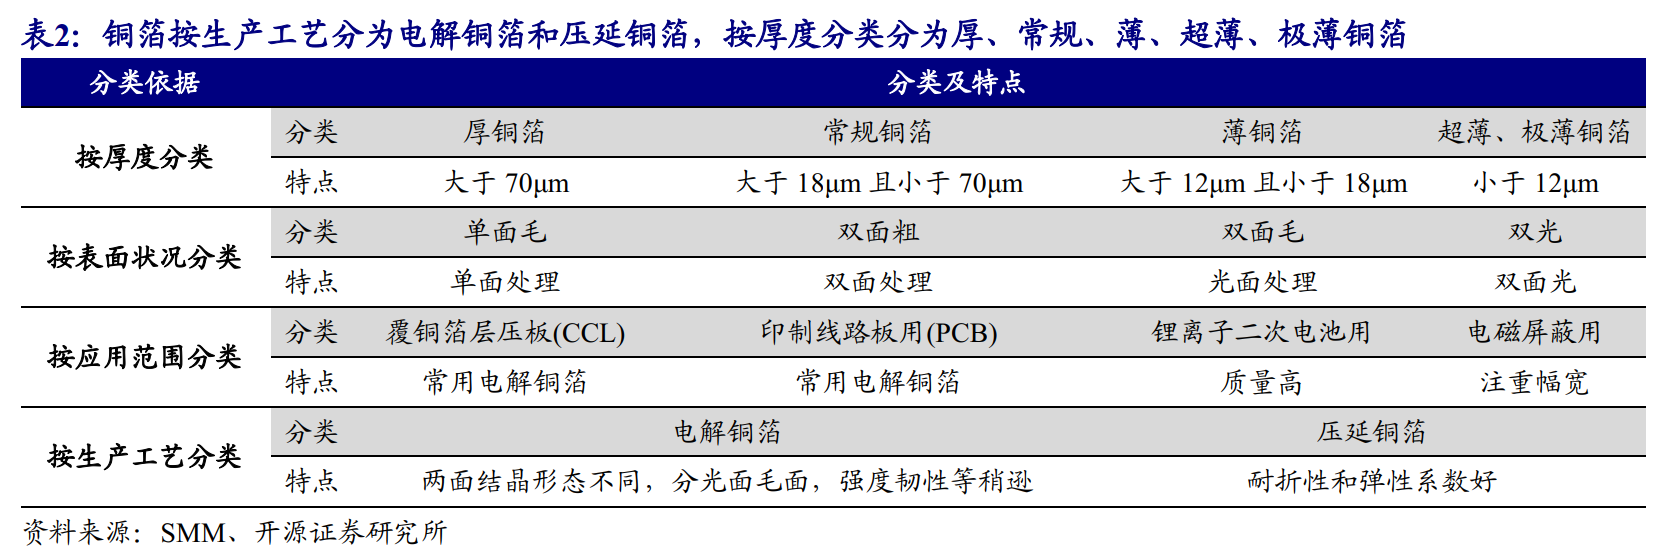 表2：铜箔按生产工艺分为电解铜箔和压延铜箔，按厚度分类分为厚、常规、薄、超薄、极薄铜箔
分类依据 分类及特点
按厚度分类
分类 厚铜箔 常规铜箔 薄铜箔 超薄、极薄铜箔
特点 大于 70μm 大于 18μm 且小于 70μm 大于 12μm 且小于 18μm 小于 12μm
按表面状况分类
分类 单面毛 双面粗 双面毛 双光
特点 单面处理 双面处理 光面处理 双面光
按应用范围分类
分类 覆铜箔层压板(CCL) 印制线路板用(PCB) 锂离子二次电池用 电磁屏蔽用
特点 常用电解铜箔 常用电解铜箔 质量高 注重幅宽
按生产工艺分类
分类 电解铜箔 压延铜箔
特点 两面结晶形态不同，分光面毛面，强度韧性等稍逊 耐折性和弹性系数好
资料来源：SMM、开源证券研究所